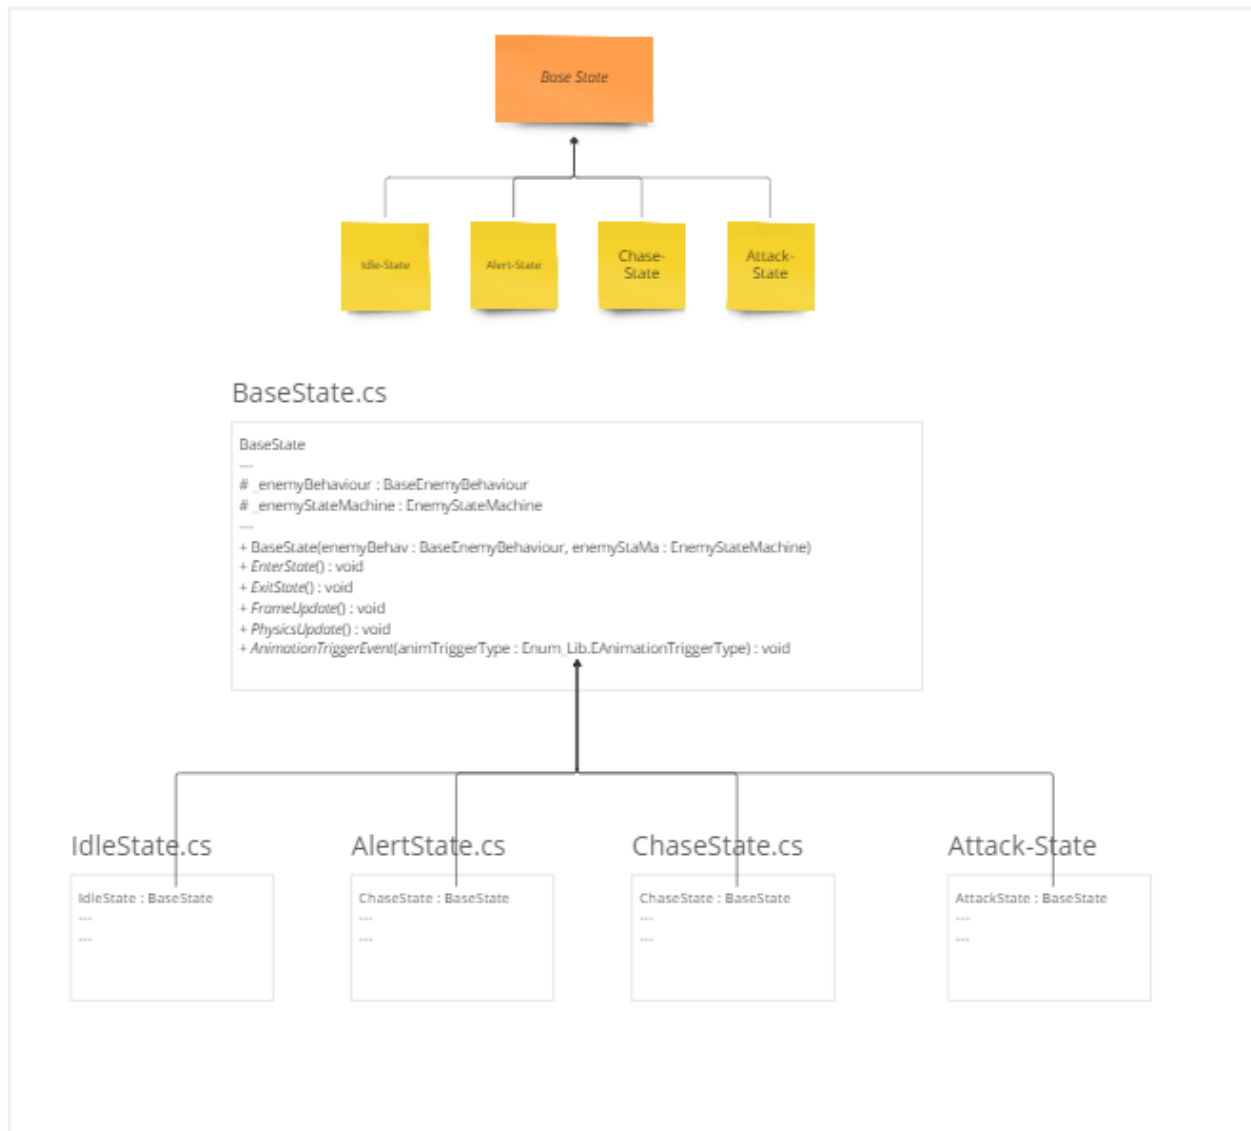 Base State
Idle-State
Alert-State
Chase-
State
Attack-
State
BaseState.cs
BaseState
---
# _enemyBehaviour : BaseEnemyBehaviour
# _enemyStateMachine : EnemyStateMachine
---
+ BaseState(enemyBehav : BaseEnemyBehaviour, enemyStaMa : EnemyStateMachine)
+ EnterState() : void
+ ExitState() : void
+ FrameUpdate() : void
+ PhysicsUpdate() : void
+ AnimationTriggerEvent(animTriggerType : Enum_Lib.EAnimationTriggerType) : void
IdleState.cs
IdleState : BaseState
---
---
AlertState.cs
ChaseState : BaseState
---
---
ChaseState.cs
ChaseState : BaseState
---
---
Attack-State
AttackState : BaseState
---
---